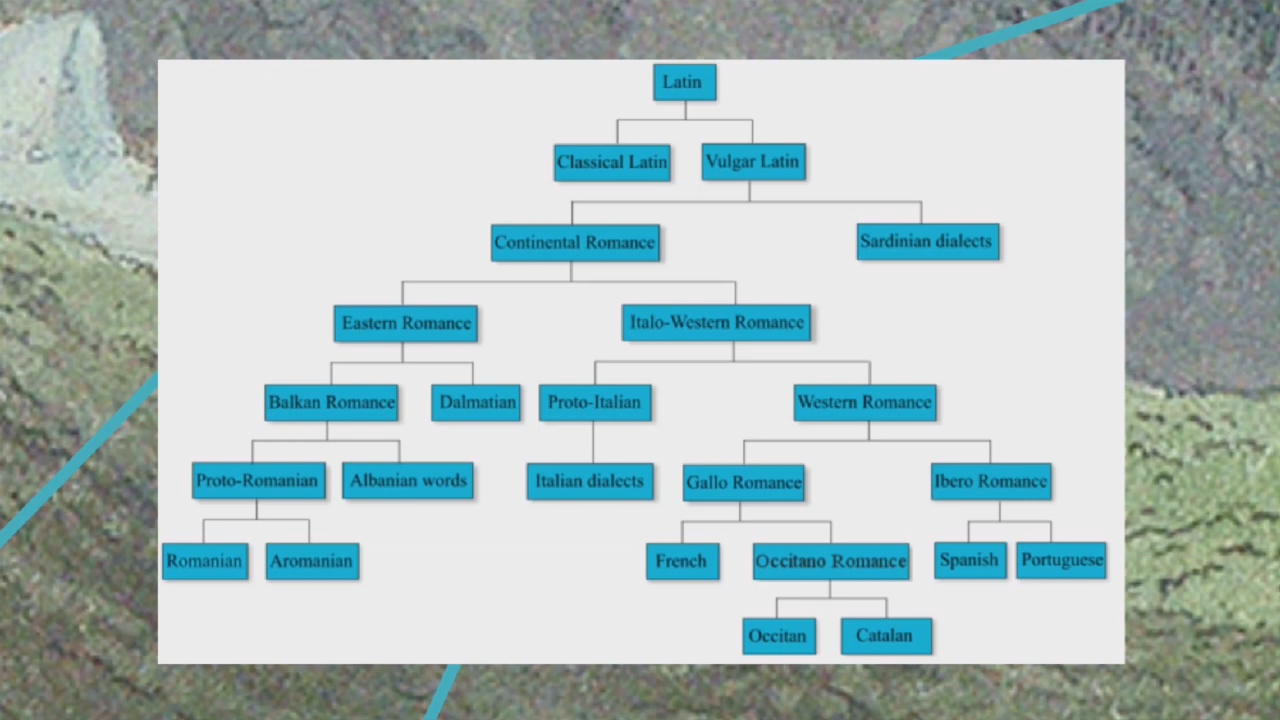 Latin
Classical Latin
Vulgar Latin
Continental Romance
Sardinian dialects
Eastern Romance
Italo-Western Romance
Balkan Romance
Dalmatian
Proto-Italian
Western Romance
Proto-Romanian
Albanian words
Italian dialects
Gallo Romance
Ibero Romance
Romanian
Aromanian
French
Occitano Romance
Spanish
Portuguese
Occitan
Catalan